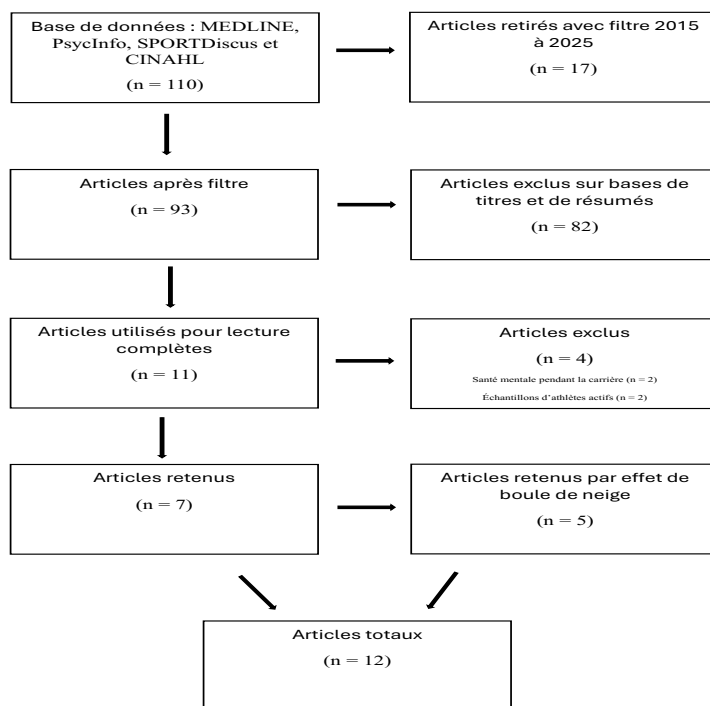 Base de données : MEDLINE,
PsycInfo, SPORTDiscus et
CINAHL
(n = 110)
Articles retirés avec filtre 2015
à 2025
(n = 17)
Articles après filtre
(n = 93)
Articles exclus sur bases de
titres et de résumés
(n = 82)
Articles utilisés pour lecture
complètes
(n = 11)
Articles exclus
(n = 4)
Santé mentale pendant la carrière (n = 2)
Échantillons d'athlètes actifs (n = 2)
Articles retenus
(n = 7)
Articles retenus par effet de
boule de neige
(n = 5)
Articles totaux
(n = 12)